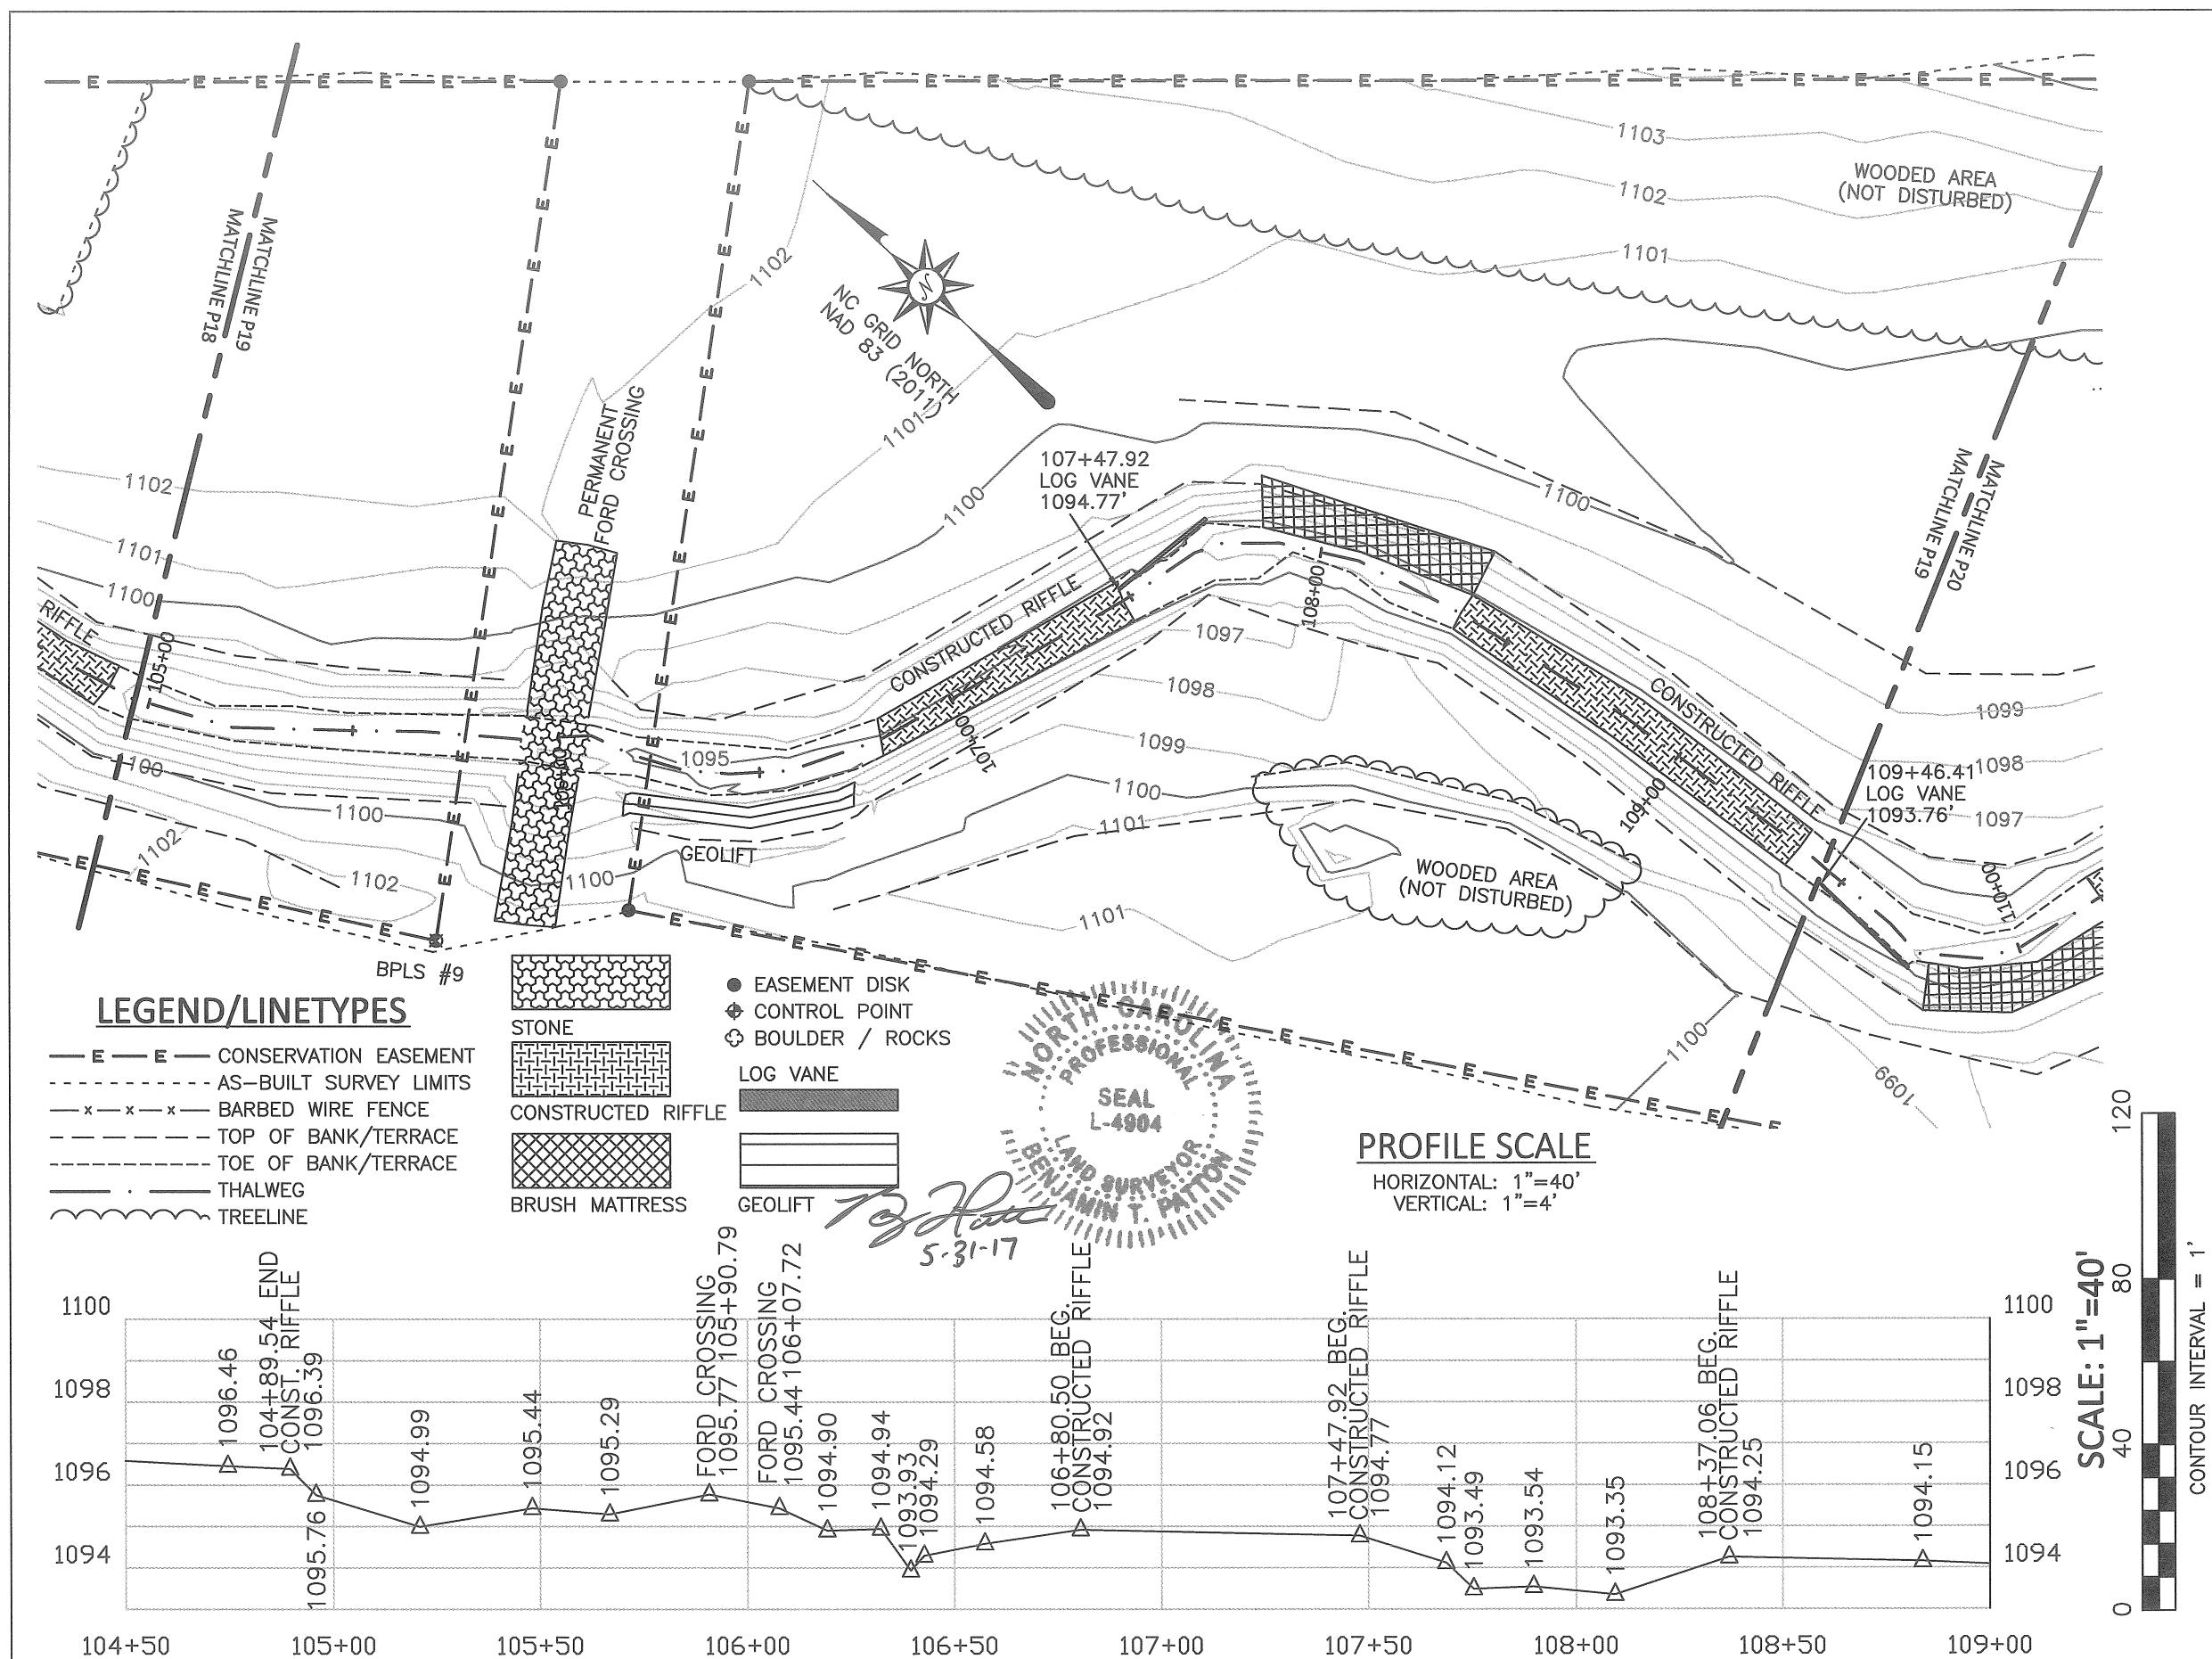 E E E E E E E E E E E E E E E E E E E E E E E
1103
1102
1101
WOODED AREA
(NOT DISTURBED)
MATCHLINE P19
MATCHLINE P18
1102
N
NC GRID NORTH
NAD 83 (2011)
1101
PERMANENT
FORD CROSSING
107+47.92
LOG VANE
1094.77'
1100
1100
MATCHLINE P20
MATCHLINE P19
1102
1101
1100
RIFFLE
105+00
CONSTRUCTED RIFFLE
108+00
1097
1098
1099
1100
1101
107+00
1095
CONSTRUCTED RIFFLE
1099
1098
1097
109+46.41
LOG VANE
1093.76'
109+00
110+00
100
1100
1102
1102
1100
GEOLIFT
WOODED AREA
(NOT DISTURBED)
1101
1100
1099
BPLS #9
LEGEND/LINETYPES
E E CONSERVATION EASEMENT
AS-BUILT SURVEY LIMITS
x x x BARBED WIRE FENCE
TOP OF BANK/TERRACE
TOE OF BANK/TERRACE
THALWEG
TREELINE
STONE
CONSTRUCTED RIFFLE
BRUSH MATTRESS
EASEMENT DISK
CONTROL POINT
BOULDER / ROCKS
LOG VANE
GEOLIFT
NORTH CAROLINA
PROFESSIONAL
SEAL
L-4904
LAND SURVEYOR
BENJAMIN T. PATTON
5-31-17
PROFILE SCALE
HORIZONTAL: 1"=40'
VERTICAL: 1"=4'
SCALE: 1"=40'
0 40 80 120
CONTOUR INTERVAL = 1'
1100
1098
1096
1094
1096.46
104+89.54 END
CONST. RIFFLE
1096.39
1095.76
1094.99
1095.44
1095.29
FORD CROSSING
1095.77 105+90.79
FORD CROSSING
1095.44 106+07.72
1094.90
1094.94
1093.93
1094.29
1094.58
106+80.50 BEG.
CONSTRUCTED RIFFLE
1094.92
107+47.92 BEG.
CONSTRUCTED RIFFLE
1094.77
1094.12
1093.49
1093.54
1093.35
108+37.06 BEG.
CONSTRUCTED RIFFLE
1094.25
1094.15
1100
1098
1096
1094
104+50 105+00 105+50 106+00 106+50 107+00 107+50 108+00 108+50 109+00